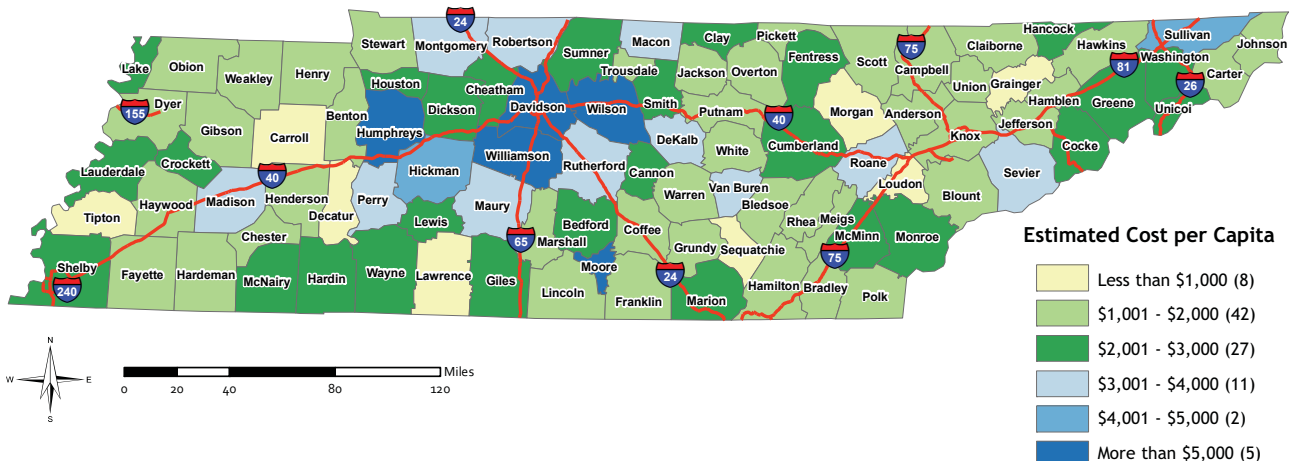 24
75
81
26
155
40
40
65
24
75
240
Stewart
Montgomery
Robertson
Sumner
Macon
Clay
Pickett
Fentress
Scott
Campbell
Claiborne
Hancock
Hawkins
Sullivan
Johnson
Washington
Carter
Lake
Obion
Weakley
Henry
Houston
Cheatham
Trousdale
Jackson
Overton
Union
Grainger
Hamblen
Greene
Unicoi
Dyer
Benton
Dickson
Davidson
Wilson
Smith
Putnam
Morgan
Anderson
Jefferson
Gibson
Carroll
Humphreys
Knox
Cocke
Crockett
Williamson
Rutherford
DeKalb
White
Cumberland
Roane
Lauderdale
Hickman
Cannon
Van Buren
Loudon
Sevier
Haywood
Madison
Henderson
Decatur
Perry
Maury
Warren
Bledsoe
Blount
Tipton
Chester
Lewis
Bedford
Coffee
Rhea
Meigs
Marshall
Grundy
Sequatchie
McMinn
Monroe
Shelby
Fayette
Hardeman
McNairy
Hardin
Wayne
Lawrence
Giles
Moore
Lincoln
Franklin
Marion
Hamilton
Bradley
Polk
Estimated Cost per Capita
Less than $1,000 (8)
$1,001 - $2,000 (42)
$2,001 - $3,000 (27)
$3,001 - $4,000 (11)
$4,001 - $5,000 (2)
More than $5,000 (5)
N
W E
S
Miles
0 20 40 80 120